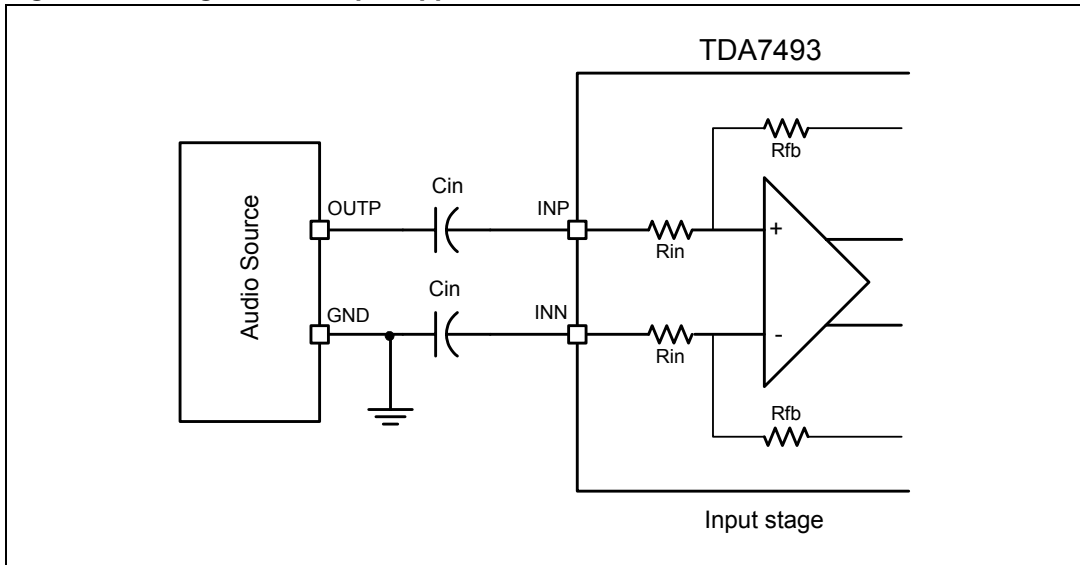 TDA7493
Rfb
Cin
OUTP
INP
+
Rin
Audio Source
Cin
GND
INN
-
Rin
Rfb
Input stage